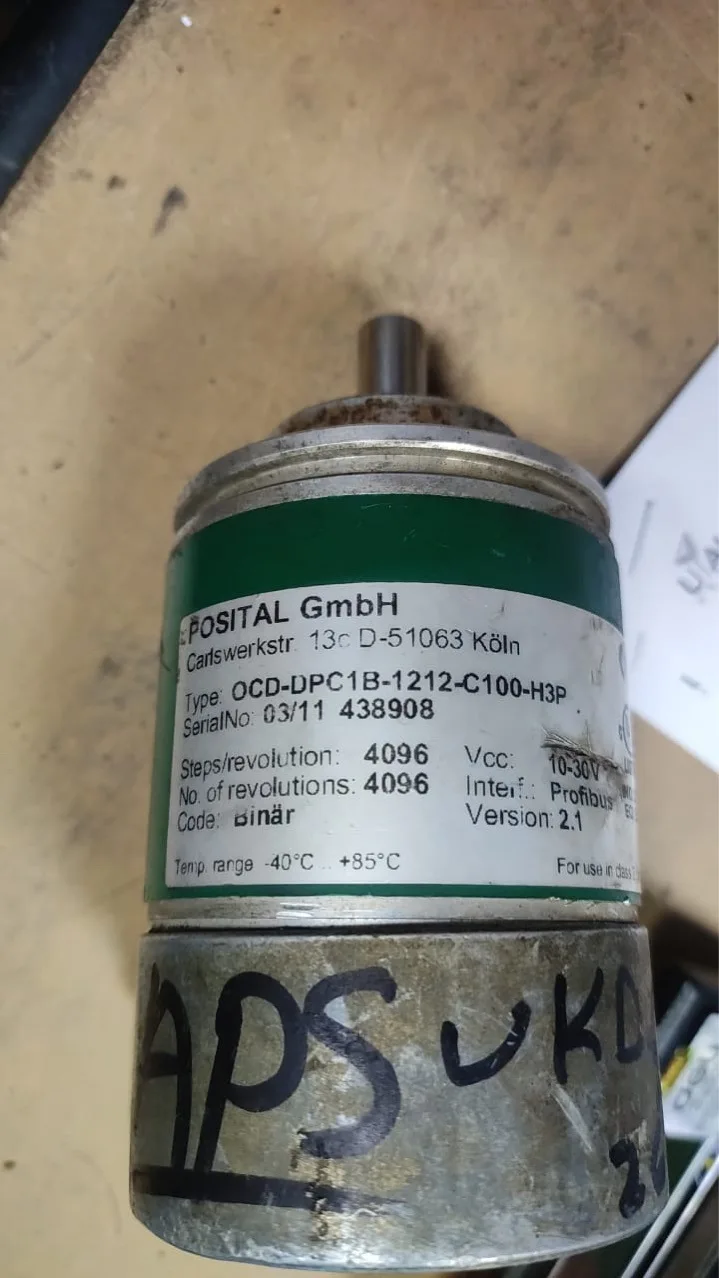 POSITAL GmbH
Carlswerkstr. 13c D-51063 Köln
Type: OCD-DPC1B-1212-C100-H3P
SerialNo: 03/11 438908
Steps/revolution: 4096 Vcc: 10-30V
No. of revolutions: 4096 Interf.: Profibus
Code: Binär Version: 2.1
Temp. range -40°C .. +85°C For use in class
APS UKD